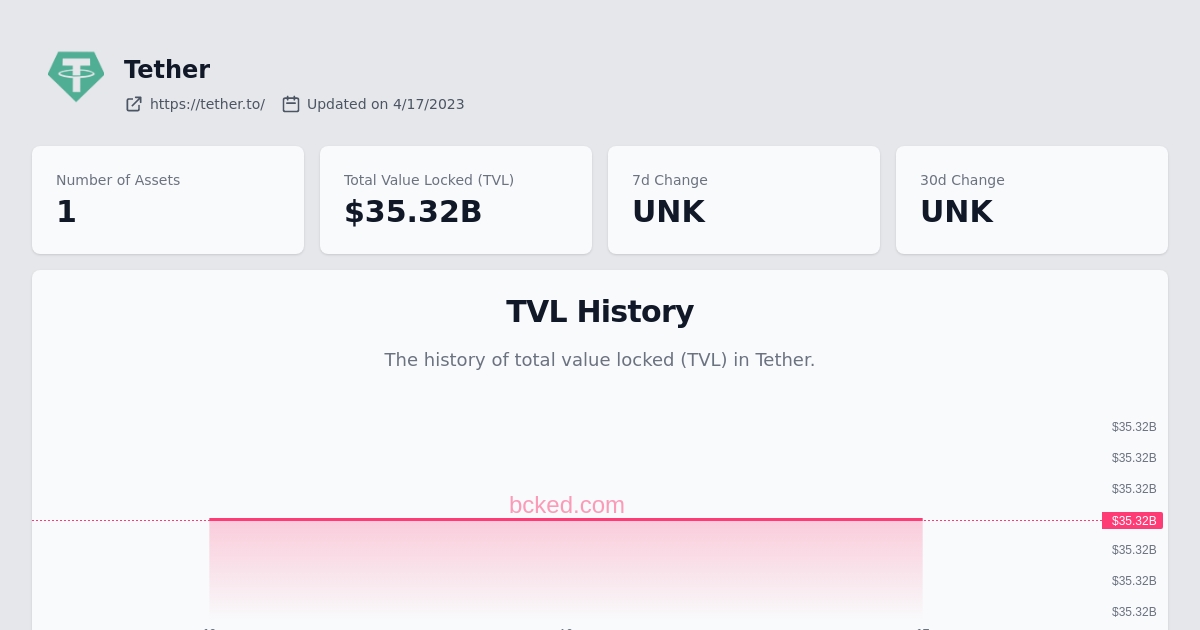 Tether
https://tether.to/ Updated on 4/17/2023
Number of Assets
1
Total Value Locked (TVL)
$35.32B
7d Change
UNK
30d Change
UNK
TVL History
The history of total value locked (TVL) in Tether.
$35.32B
$35.32B
$35.32B
bcked.com
$35.32B
$35.32B
$35.32B
$35.32B